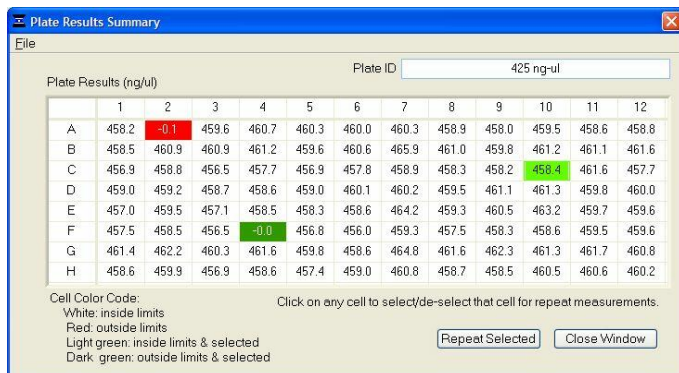 Plate Results Summary
File
Plate ID 425 ng-ul
Plate Results (ng/ul)
1 2 3 4 5 6 7 8 9 10 11 12
A 458.2 -0.1 459.6 460.7 460.3 460.0 460.3 458.9 458.0 459.5 458.6 458.8
B 458.5 460.9 460.9 461.2 459.6 460.6 465.9 461.0 459.8 461.2 461.1 461.6
C 456.9 458.8 456.5 457.7 456.9 457.8 458.9 458.3 458.2 458.4 461.6 457.7
D 459.0 459.2 458.7 458.6 459.0 460.1 460.2 459.5 461.1 461.3 459.8 460.0
E 457.0 459.5 457.1 458.5 458.3 458.6 464.2 459.3 460.5 463.2 459.7 459.6
F 457.5 458.5 456.5 -0.0 456.8 456.0 459.3 457.5 458.3 458.6 459.5 459.6
G 461.4 462.2 460.3 461.6 459.8 458.6 464.8 461.6 462.3 461.3 461.7 460.8
H 458.6 459.9 456.9 458.6 457.4 459.0 460.8 458.7 458.5 460.5 460.6 460.2
Cell Color Code:
Click on any cell to select/de-select that cell for repeat measurements.
White: inside limits
Red: outside limits
Light green: inside limits & selected
Dark green: outside limits & selected
Repeat Selected Close Window